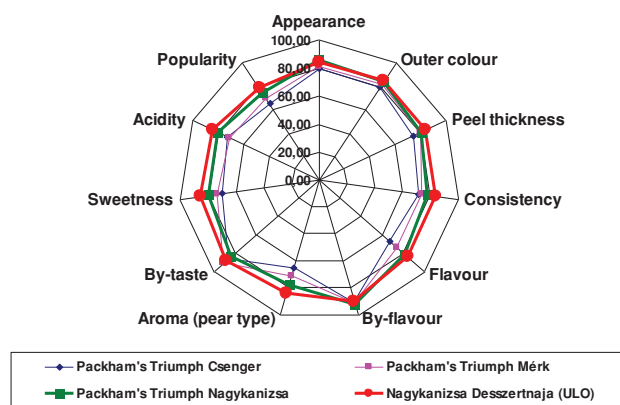 Appearance
100,00
Popularity
Outer colour
80,00
60,00
Acidity
Peel thickness
40,00
20,00
0,00
Sweetness
Consistency
By-taste
Flavour
Aroma (pear type)
By-flavour
Packham's Triumph Csenger
Packham's Triumph Mérk
Packham's Triumph Nagykanizsa
Nagykanizsa Desszertnaja (ULO)